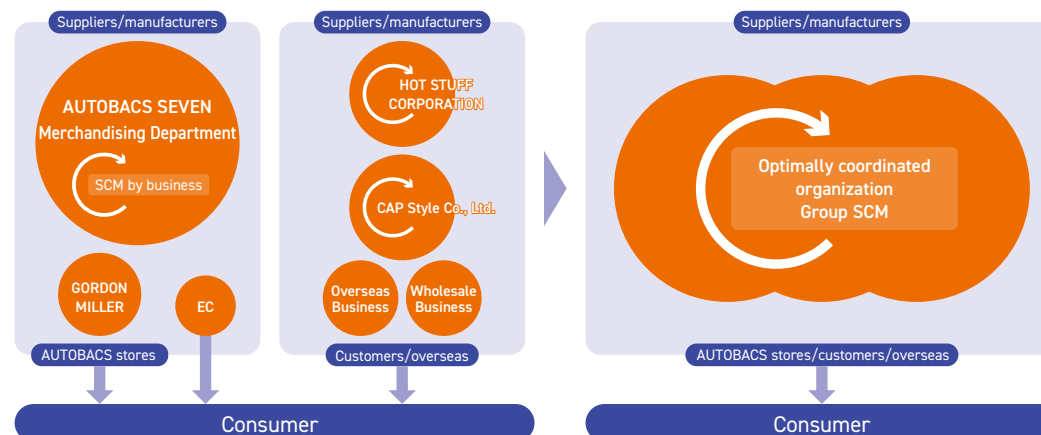 Suppliers/manufacturers
AUTOBACS SEVEN
Merchandising Department
SCM by business
GORDON
MILLER
EC
AUTOBACS stores
Suppliers/manufacturers
HOT STUFF
CORPORATION
CAP Style Co., Ltd.
Overseas
Business
Wholesale
Business
Customers/overseas
Consumer
Suppliers/manufacturers
Optimally coordinated
organization
Group SCM
AUTOBACS stores/customers/overseas
Consumer